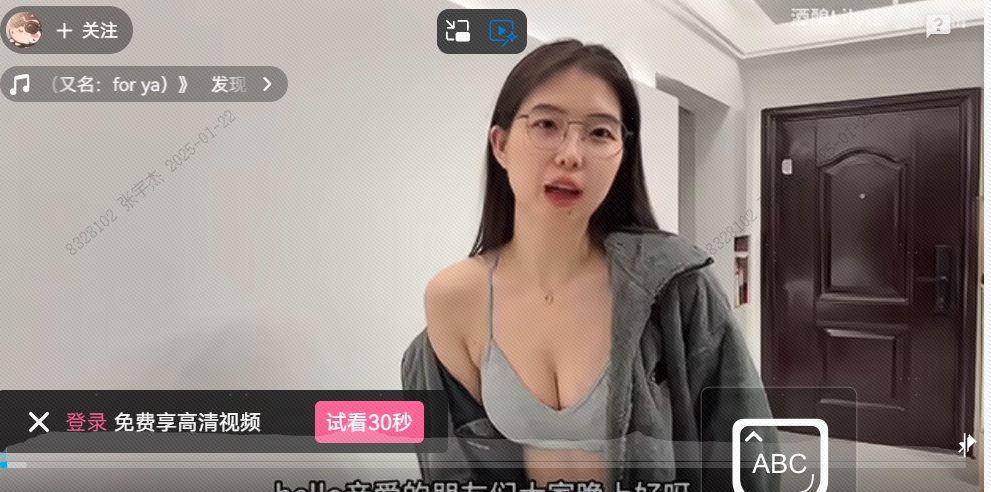 关注
（又名：for ya）》 发现
8328102 张宇杰 2025-01-22
8328102
登录 免费享高清视频
试看30秒
ABC
hello亲爱的朋友们大家晚上好呀